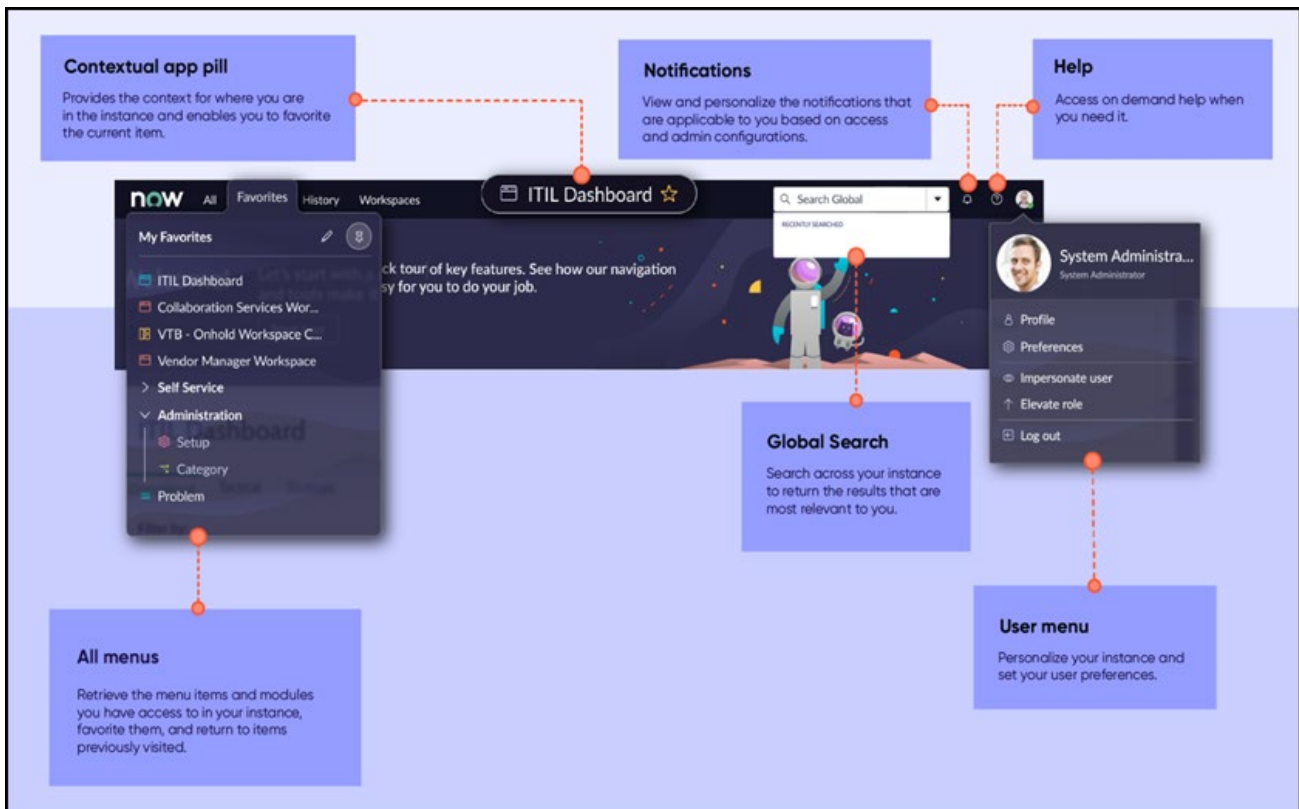 Contextual app pill
Provides the context for where you are
in the instance and enables you to favorite
the current item.
Notifications
View and personalize the notifications that
are applicable to you based on access
and admin configurations.
Help
Access on demand help when
you need it.
now All Favorites History Workspaces
ITIL Dashboard
Search Global
RECENTLY SEARCHED
My Favorites
ITIL Dashboard
Collaboration Services Wor...
VTB - Onhold Workspace C...
Vendor Manager Workspace
Self Service
Administration
Setup
Category
Problem
Let's start with a
ck tour of key features. See how our navigation
and tools make
sy for you to do your job.
ITIL Dashboard
System Administra...
System Administrator
Profile
Preferences
Impersonate user
Elevate role
Log out
Global Search
Search across your instance
to return the results that are
most relevant to you.
All menus
Retrieve the menu items and modules
you have access to in your instance,
favorite them, and return to items
previously visited.
User menu
Personalize your instance and
set your user preferences.